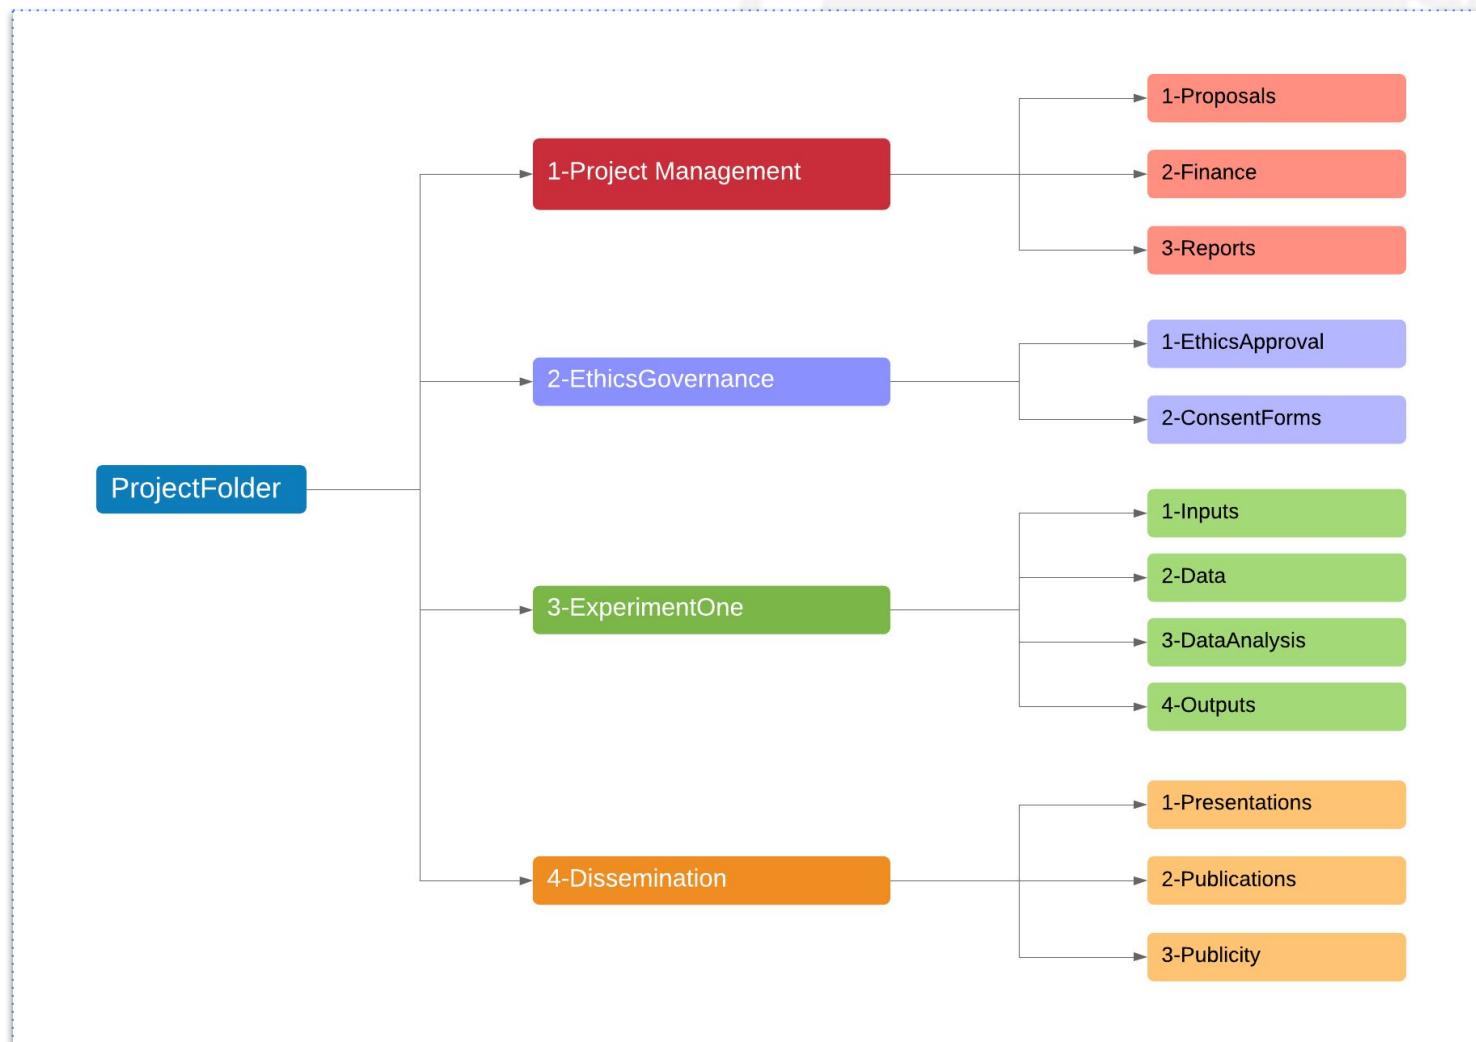 ProjectFolder
1-Project Management
1-Proposals
2-Finance
3-Reports
2-EthicsGovernance
1-EthicsApproval
2-ConsentForms
3-ExperimentOne
1-Inputs
2-Data
3-DataAnalysis
4-Outputs
4-Dissemination
1-Presentations
2-Publications
3-Publicity